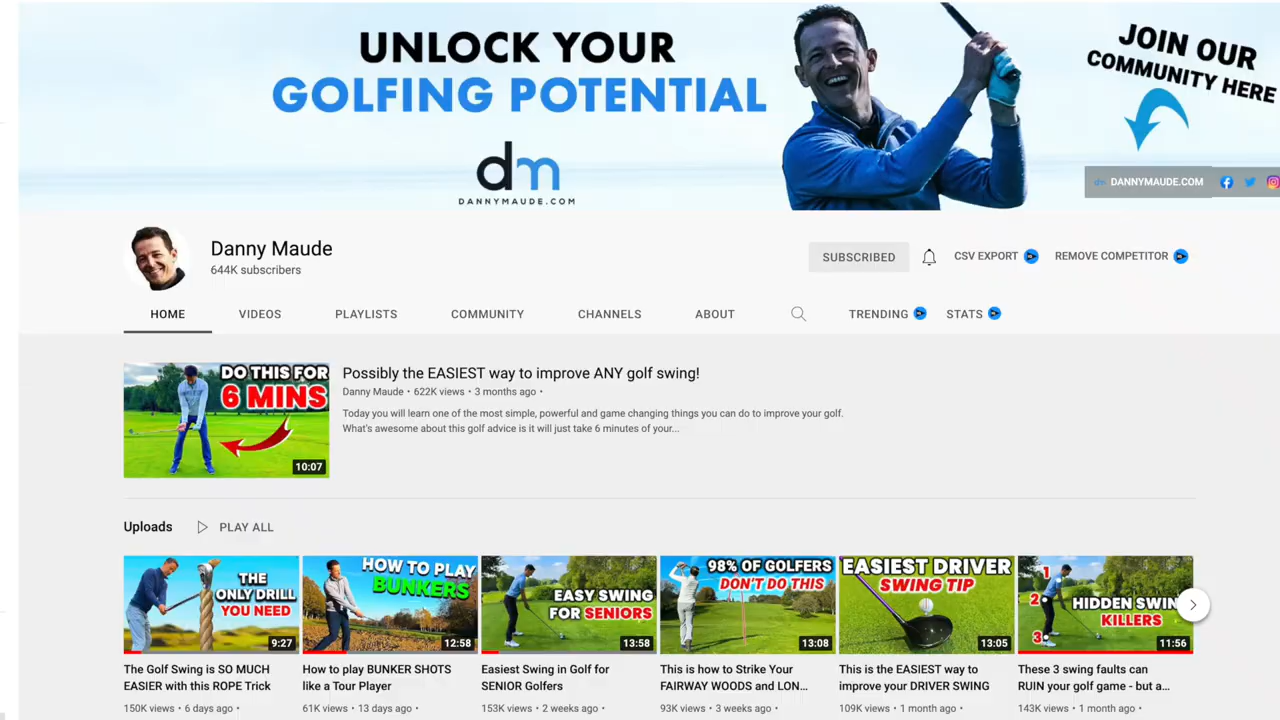 UNLOCK YOUR
GOLFING POTENTIAL
dm
DANNYMAUDE.COM
JOIN OUR
COMMUNITY HERE
dm DANNYMAUDE.COM
Danny Maude
644K subscribers
SUBSCRIBED
CSV EXPORT
REMOVE COMPETITOR
HOME
VIDEOS
PLAYLISTS
COMMUNITY
CHANNELS
ABOUT
TRENDING
STATS
DO THIS FOR
6 MINS
10:07
Possibly the EASIEST way to improve ANY golf swing!
Danny Maude • 622K views • 3 months ago •
Today you will learn one of the most simple, powerful and game changing things you can do to improve your golf.
What's awesome about this golf advice is it will just take 6 minutes of your...
Uploads
PLAY ALL
THE
ONLY DRILL
YOU NEED
9:27
The Golf Swing is SO MUCH
EASIER with this ROPE Trick
150K views • 6 days ago •
HOW TO PLAY
BUNKERS
12:58
How to play BUNKER SHOTS
like a Tour Player
61K views • 13 days ago •
EASY SWING
FOR SENIORS
13:58
Easiest Swing in Golf for
SENIOR Golfers
153K views • 2 weeks ago •
98% OF GOLFERS
DON'T DO THIS
13:08
This is how to Strike Your
FAIRWAY WOODS and LON...
93K views • 3 weeks ago •
EASIEST DRIVER
SWING TIP
13:05
This is the EASIEST way to
improve your DRIVER SWING
109K views • 1 month ago •
1
2
3
HIDDEN SWIN
KILLERS
11:56
These 3 swing faults can
RUIN your golf game - but a...
143K views • 1 month ago •